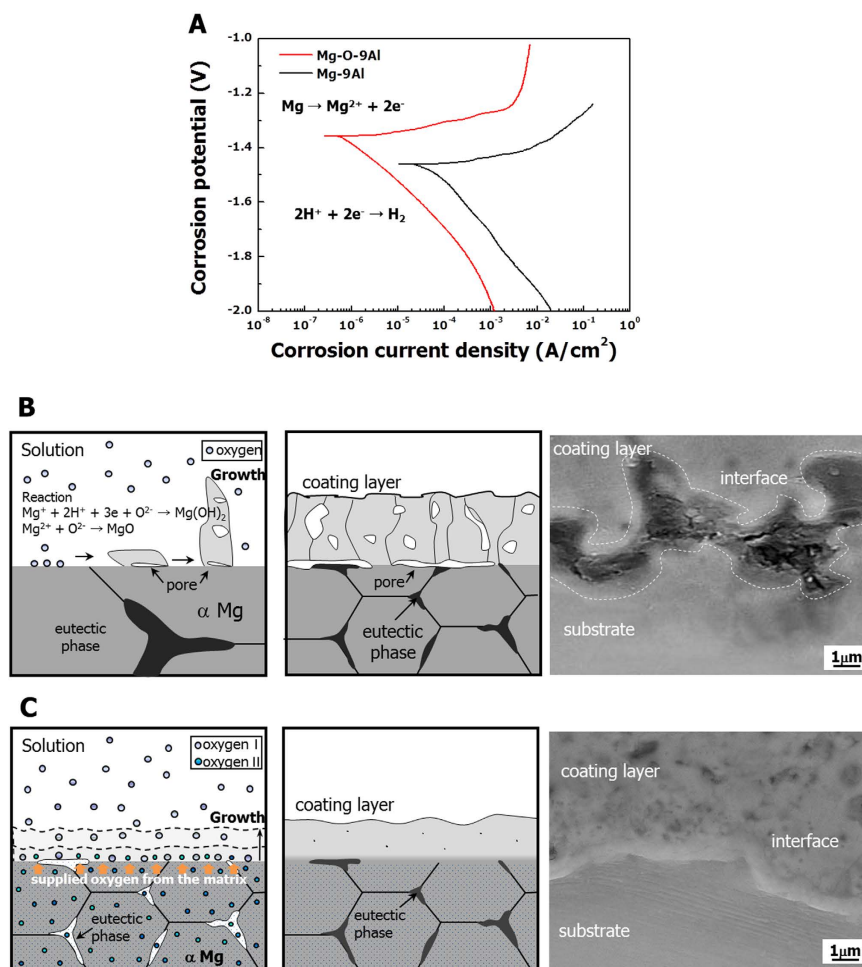 A
Corrosion potential (V)
-1.0
-1.2
-1.4
-1.6
-1.8
-2.0
Mg-O-9Al
Mg-9Al
Mg → Mg²⁺ + 2e⁻
2H⁺ + 2e⁻ → H₂
10⁻⁸ 10⁻⁷ 10⁻⁶ 10⁻⁵ 10⁻⁴ 10⁻³ 10⁻² 10⁻¹ 10⁰
Corrosion current density (A/cm²)
B
Solution
oxygen
Growth
Reaction
Mg⁺ + 2H⁺ + 3e + O²⁻ → Mg(OH)₂
Mg²⁺ + O²⁻ → MgO
pore
α Mg
eutectic
phase
coating layer
pore
eutectic
phase
coating layer
interface
substrate
1μm
C
Solution
oxygen I
oxygen II
Growth
supplied oxygen from the matrix
eutectic
phase
α Mg
coating layer
eutectic
phase
coating layer
interface
substrate
1μm